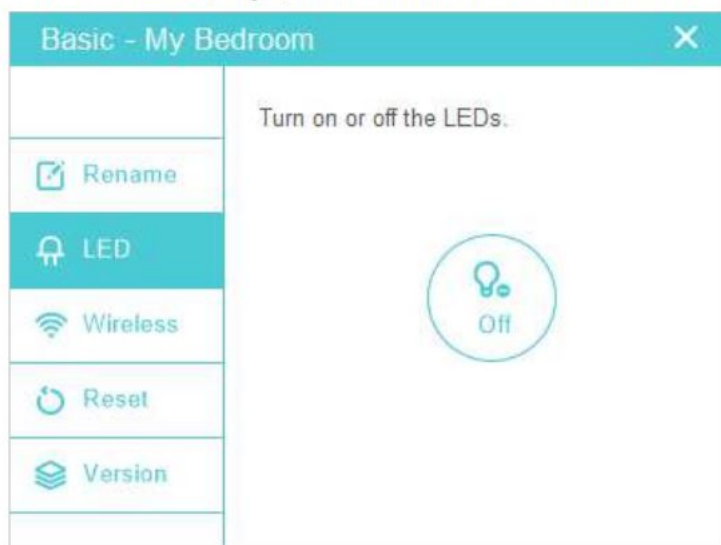 Basic - My Bedroom
Turn on or off the LEDs.
Rename
LED
Wireless
Reset
Version
Off